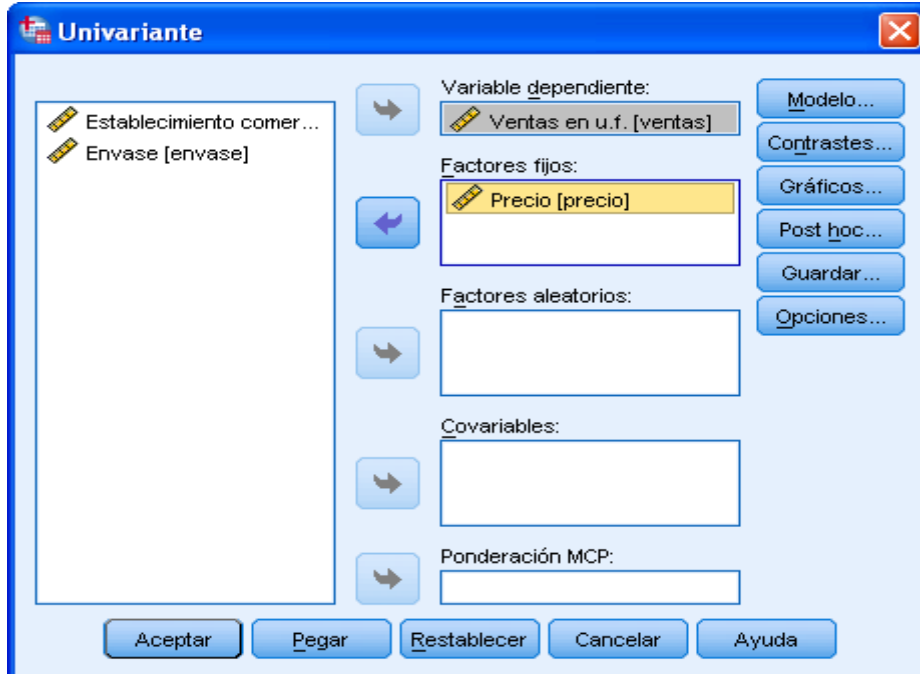 Univariante
Establecimiento comer...
Envase [envase]
Variable dependiente:
Ventas en u.f. [ventas]
Factores fijos:
Precio [precio]
Factores aleatorios:
Covariables:
Ponderación MCP:
Modelo...
Contrastes...
Gráficos...
Post hoc...
Guardar...
Opciones...
Aceptar
Pegar
Restablecer
Cancelar
Ayuda